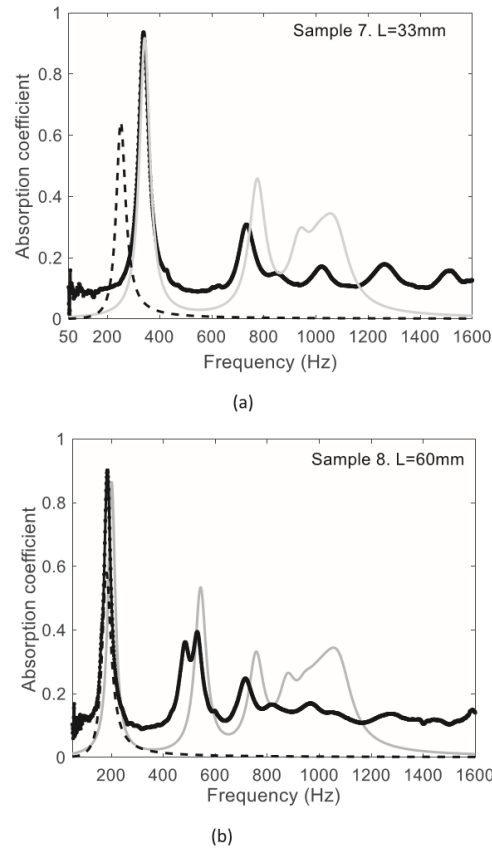 Sample 7. L=33mm
Absorption coefficient
1
0.8
0.6
0.4
0.2
0
50 200 400 600 800 1000 1200 1400 1600
Frequency (Hz)
(a)
Sample 8. L=60mm
Absorption coefficient
1
0.8
0.6
0.4
0.2
0
200 400 600 800 1000 1200 1400 1600
Frequency (Hz)
(b)